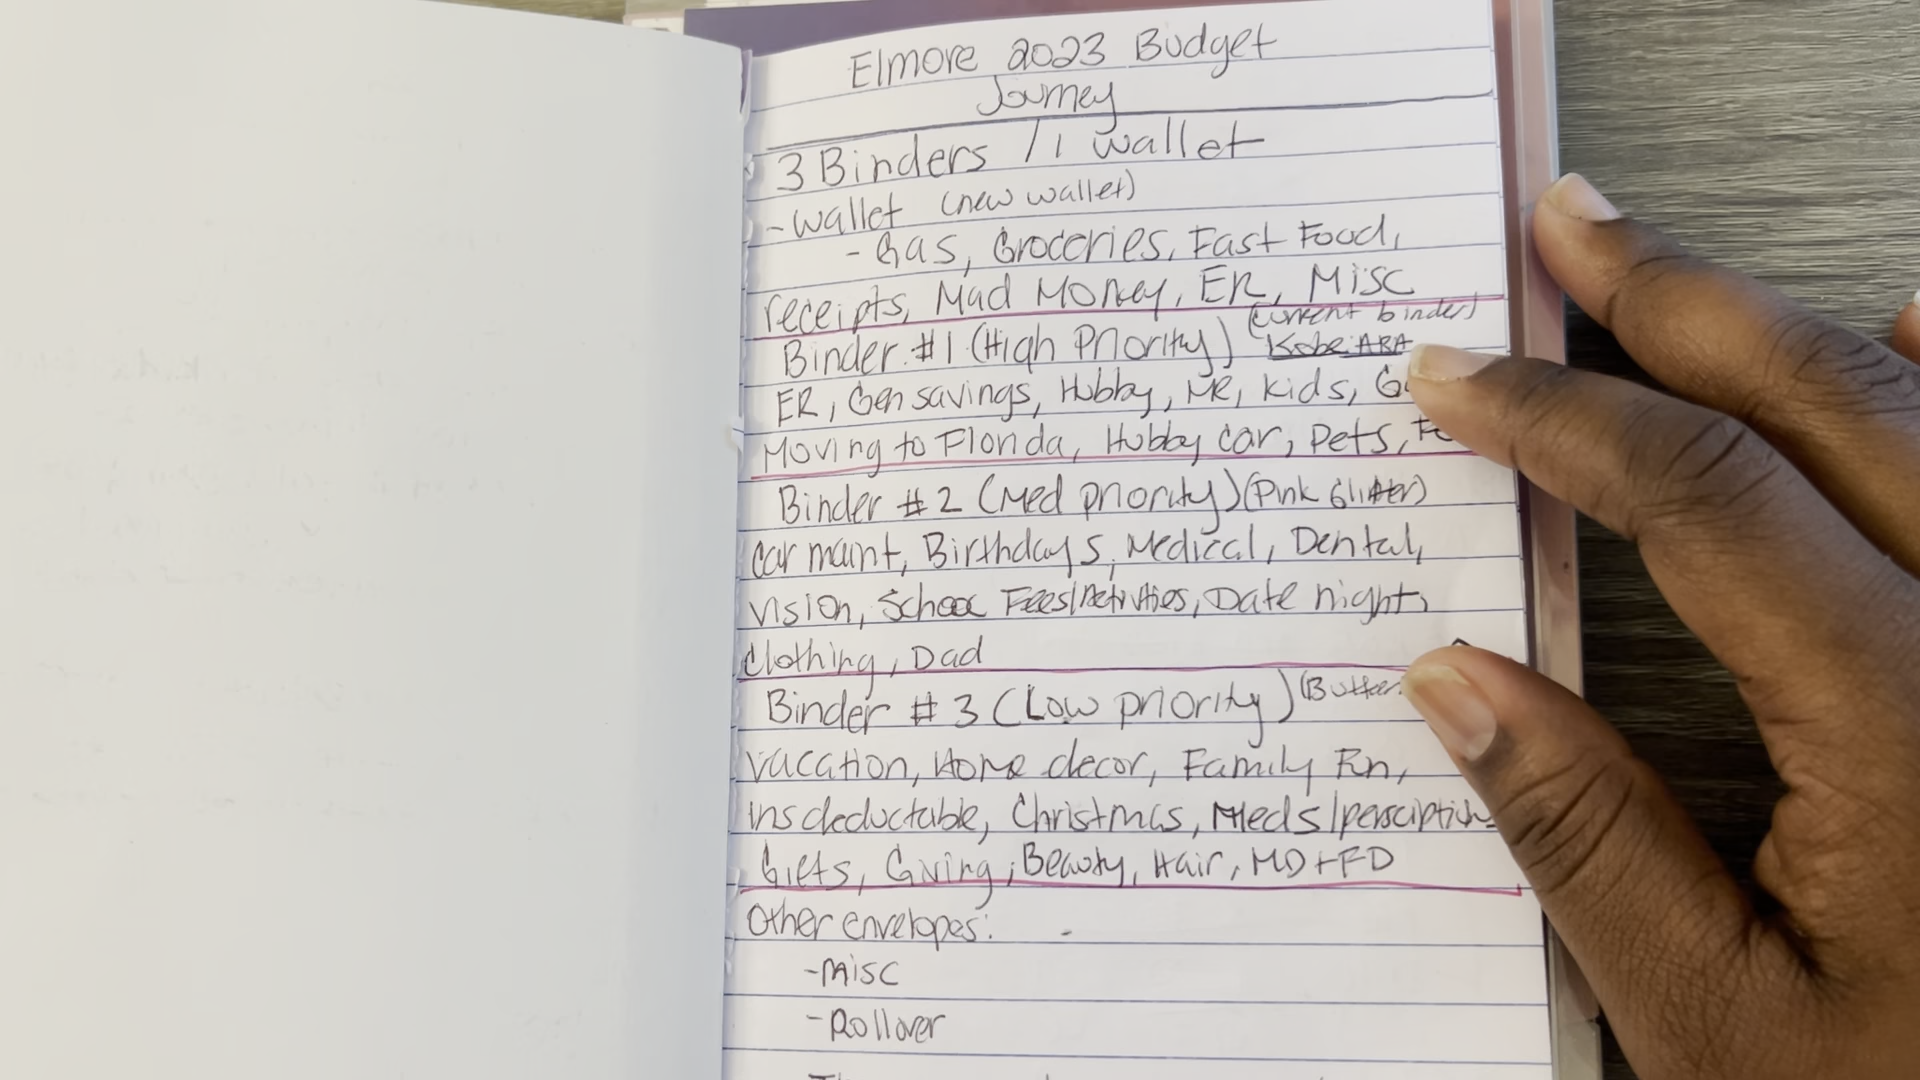 Elmore 2023 Budget
Journey
3 Binders / 1 wallet
- wallet (new wallet)
- Gas, Groceries, Fast Food,
receipts, Mad Money, ER, Misc
Binder #1 (High Priority) (current binder)
Kobe ABA
ER, Gen savings, Hubby, MR, Kids,
Moving to Florida, Hubby car, Pets,
Binder #2 (Med priority) (Pink Glitter)
car maint, Birthdays, Medical, Dental,
vision, School Fees/Activities, Date night,
Clothing, Dad
Binder #3 (Low priority)
vacation, Home decor, Family Fun,
ins deductable, Christmas, Meds/persciption
Gifts, Giving, Beauty, Hair, MD+FD
Other envelopes: -
- Misc
- Rollover